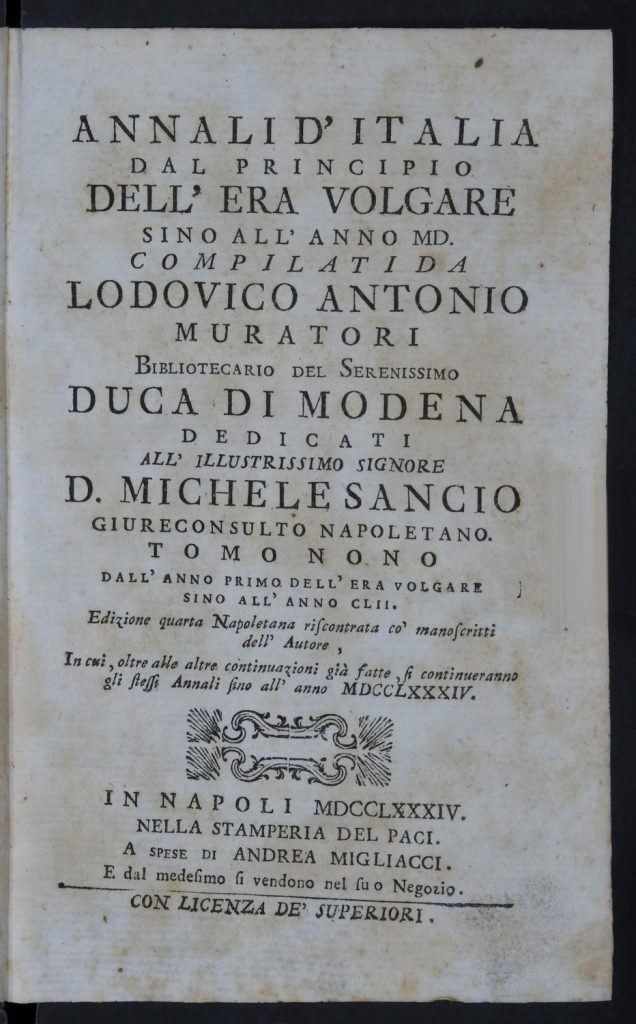 ANNALI D' ITALIA
DAL PRINCIPIO
DELL' ERA VOLGARE
SINO ALL' ANNO MD.
COMPILATI DA
LODOVICO ANTONIO
MURATORI
BIBLIOTECARIO DEL SERENISSIMO
DUCA DI MODENA
DEDICATI
ALL' ILLUSTRISSIMO SIGNORE
D. MICHELE SANCIO
GIURECONSULTO NAPOLETANO.
TOMO NONO
DALL' ANNO PRIMO DELL' ERA VOLGARE
SINO ALL' ANNO CLII.
Edizione quarta Napoletana riſcontrata co' manoſcritti
dell' Autore,
In cui, oltre alle altre continuazioni già fatte, ſi continueranno
gli ſteſſi Annali ſino all' anno MDCCLXXXIV.
IN NAPOLI MDCCLXXXIV.
NELLA STAMPERIA DEL PACI.
A SPESE DI ANDREA MIGLIACCI.
E dal medeſimo ſi vendono nel ſuo Negozio.
CON LICENZA DE' SUPERIORI.